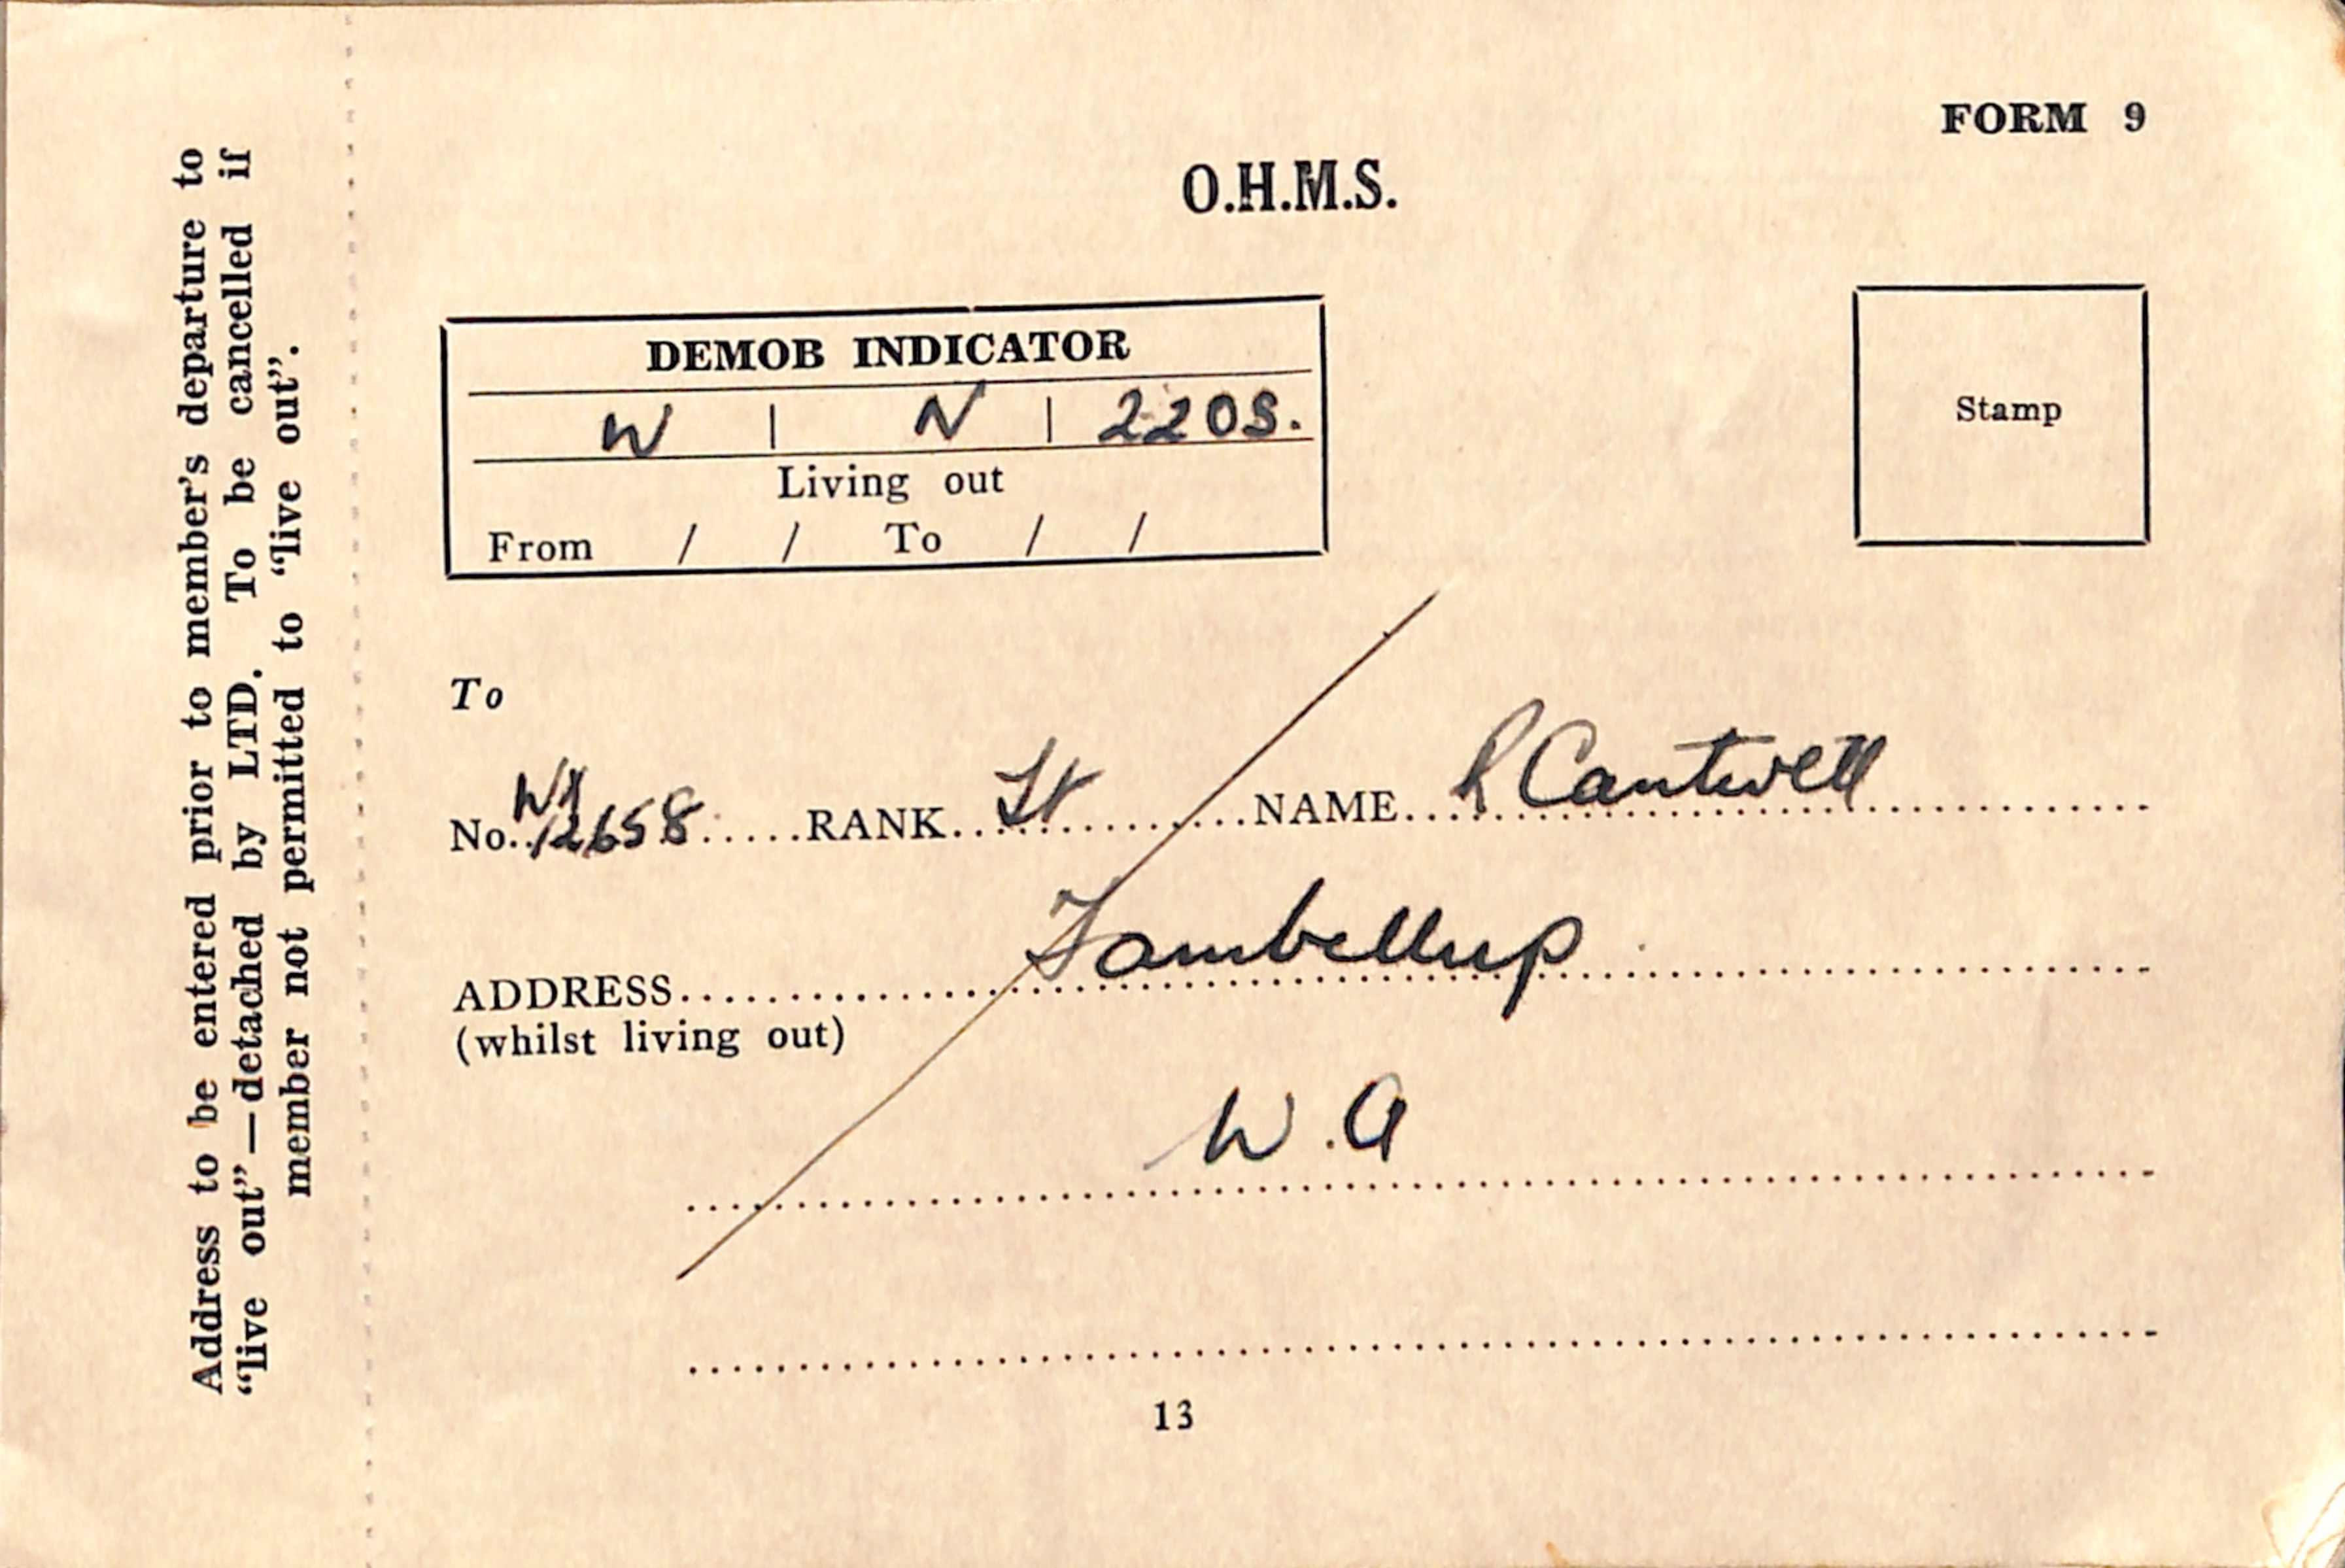 Address to be entered prior to member's departure to
“live out”—detached by LTD. To be cancelled if
member not permitted to “live out”.
FORM 9
O.H.M.S.
DEMOB INDICATOR
W | N | 220S.
Living out
From / / To / /
Stamp
To
No. WX12658 RANK Lt NAME R Cantwell
ADDRESS Tambellup
(whilst living out)
W.A
13